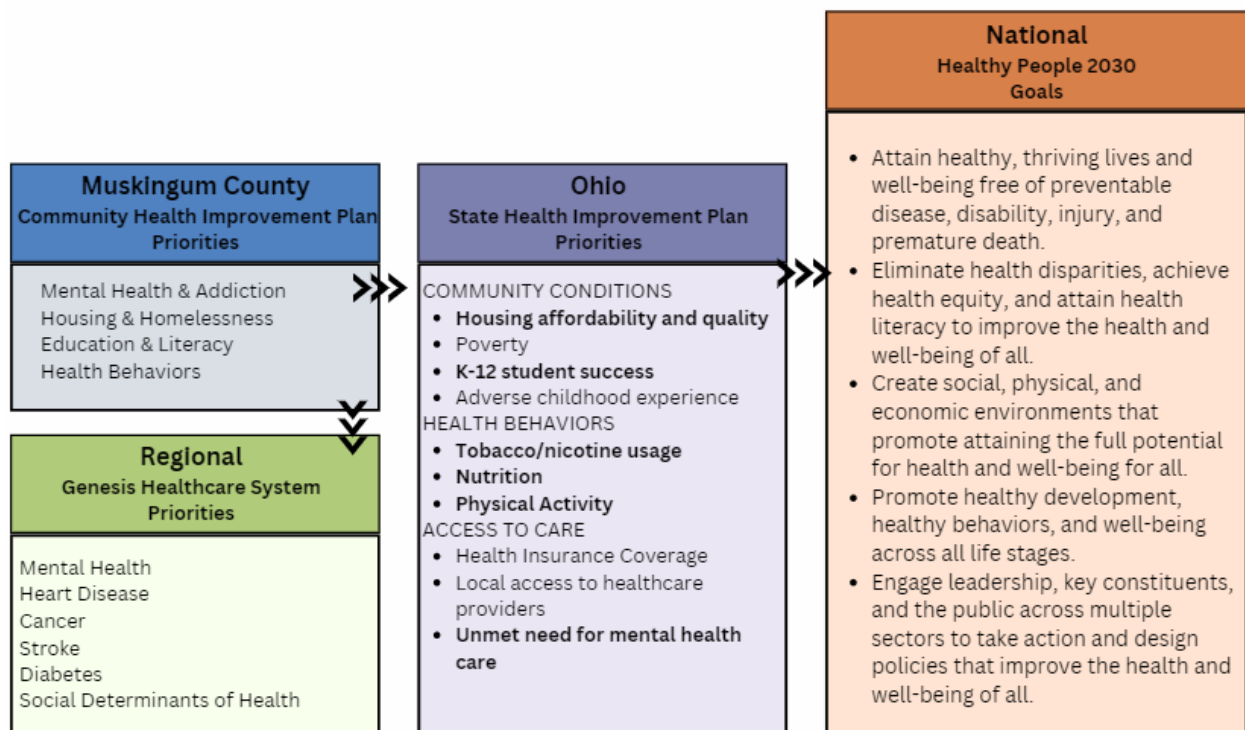 Muskingum County
Community Health Improvement Plan
Priorities
Mental Health & Addiction
Housing & Homelessness
Education & Literacy
Health Behaviors
Regional
Genesis Healthcare System
Priorities
Mental Health
Heart Disease
Cancer
Stroke
Diabetes
Social Determinants of Health
Ohio
State Health Improvement Plan
Priorities
COMMUNITY CONDITIONS
• Housing affordability and quality
• Poverty
• K-12 student success
• Adverse childhood experience
HEALTH BEHAVIORS
• Tobacco/nicotine usage
• Nutrition
• Physical Activity
ACCESS TO CARE
• Health Insurance Coverage
• Local access to healthcare
providers
• Unmet need for mental health
care
National
Healthy People 2030
Goals
• Attain healthy, thriving lives and
well-being free of preventable
disease, disability, injury, and
premature death.
• Eliminate health disparities, achieve
health equity, and attain health
literacy to improve the health and
well-being of all.
• Create social, physical, and
economic environments that
promote attaining the full potential
for health and well-being for all.
• Promote healthy development,
healthy behaviors, and well-being
across all life stages.
• Engage leadership, key constituents,
and the public across multiple
sectors to take action and design
policies that improve the health and
well-being of all.